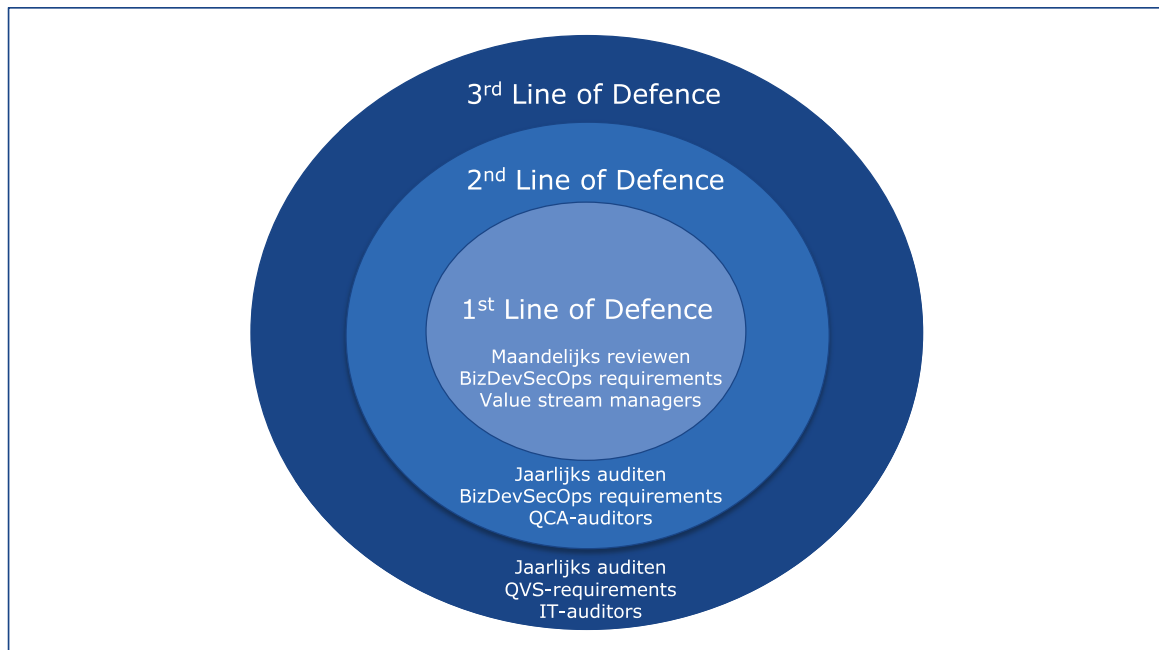 3rd Line of Defence
2nd Line of Defence
1st Line of Defence
Maandelijks reviewen
BizDevSecOps requirements
Value stream managers
Jaarlijks auditen
BizDevSecOps requirements
QCA-auditors
Jaarlijks auditen
QVS-requirements
IT-auditors